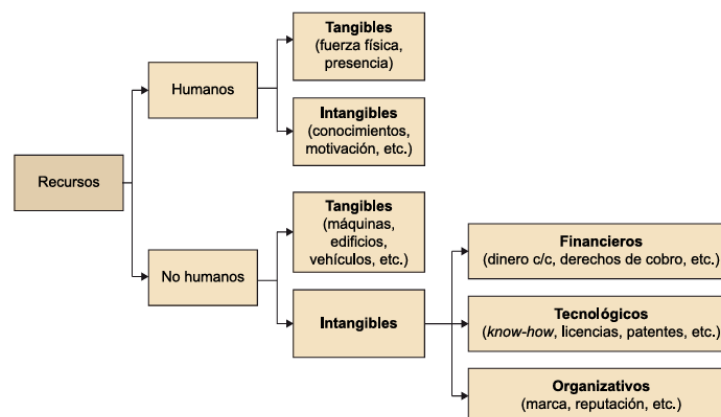 Recursos
Humanos
Tangibles
(fuerza física,
presencia)
Intangibles
(conocimientos,
motivación, etc.)
No humanos
Tangibles
(máquinas,
edificios,
vehículos, etc.)
Intangibles
Financieros
(dinero c/c, derechos de cobro, etc.)
Tecnológicos
(know-how, licencias, patentes, etc.)
Organizativos
(marca, reputación, etc.)